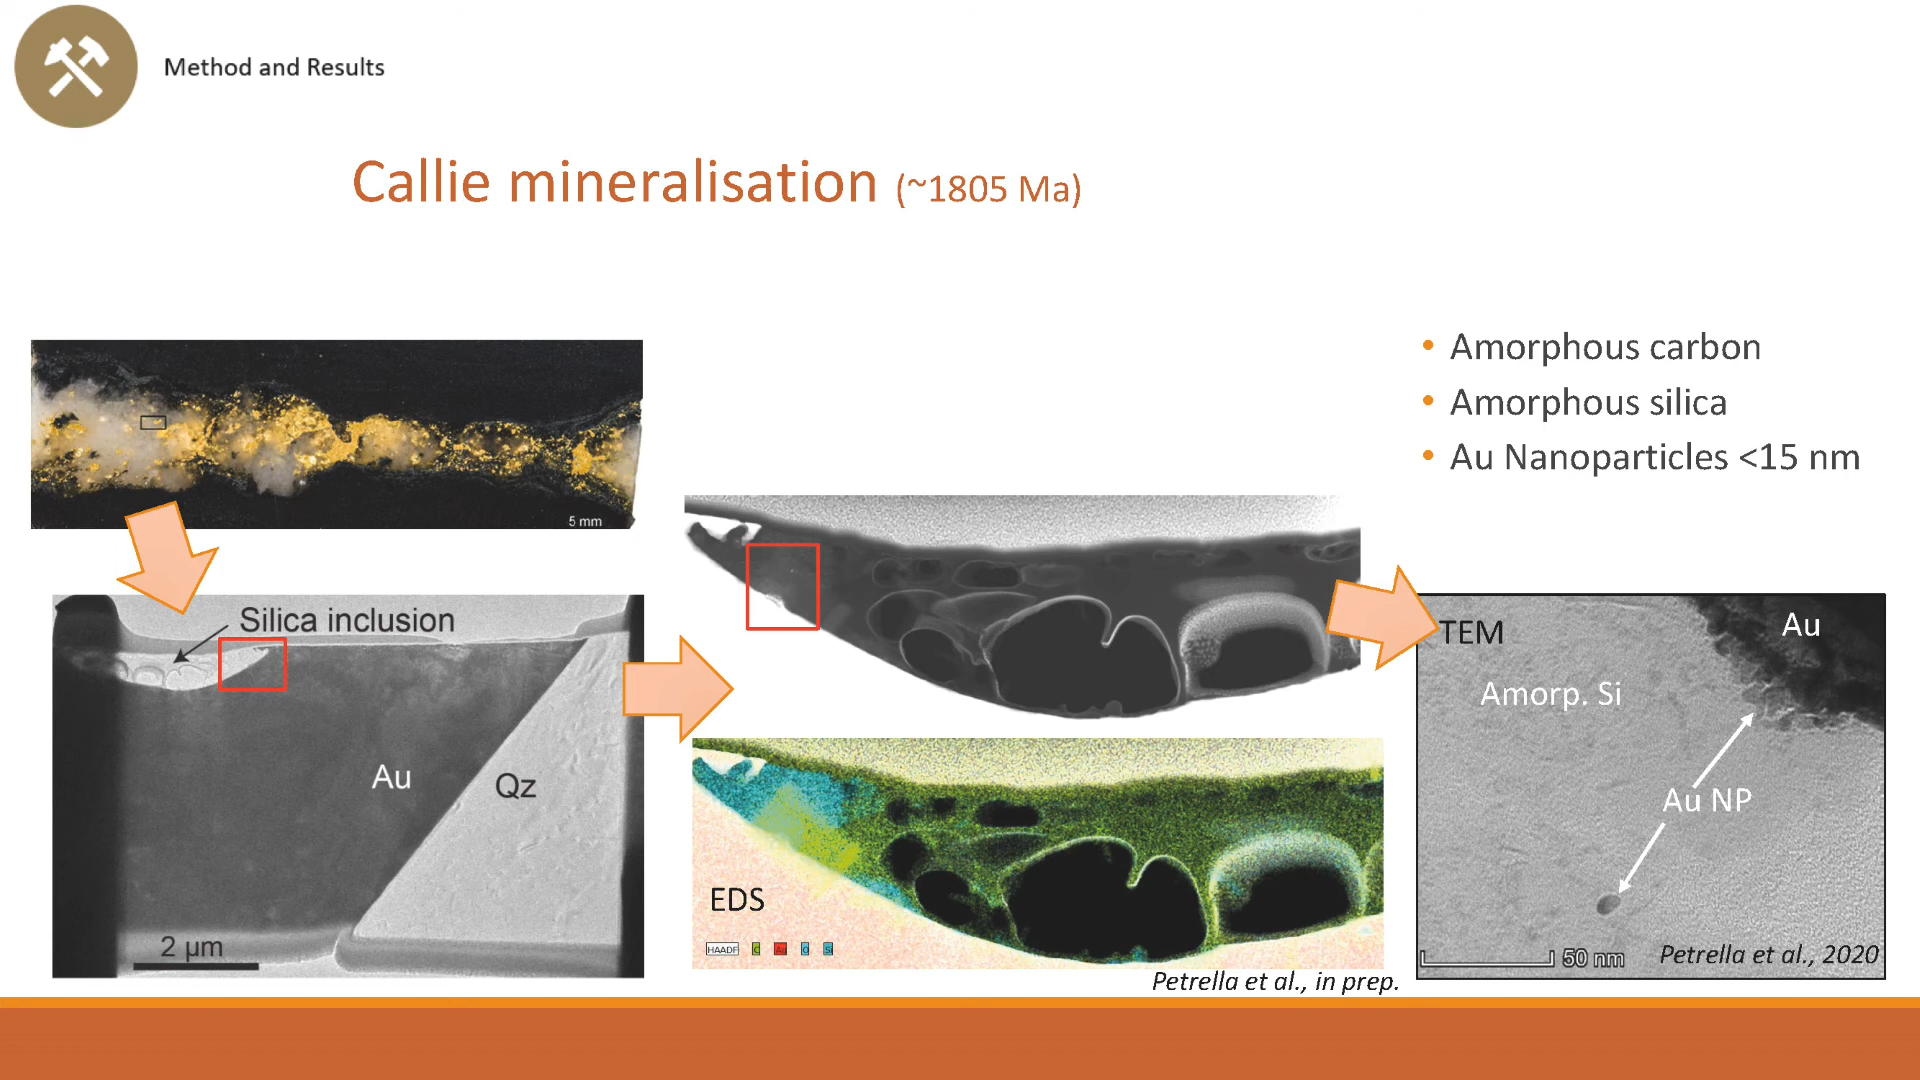 Method and Results
Callie mineralisation (~1805 Ma)
• Amorphous carbon
• Amorphous silica
• Au Nanoparticles <15 nm
5 mm
Silica inclusion
Au
Qz
2 µm
EDS
HAADF C Au O Si
Petrella et al., in prep.
TEM
Au
Amorp. Si
Au NP
50 nm
Petrella et al., 2020